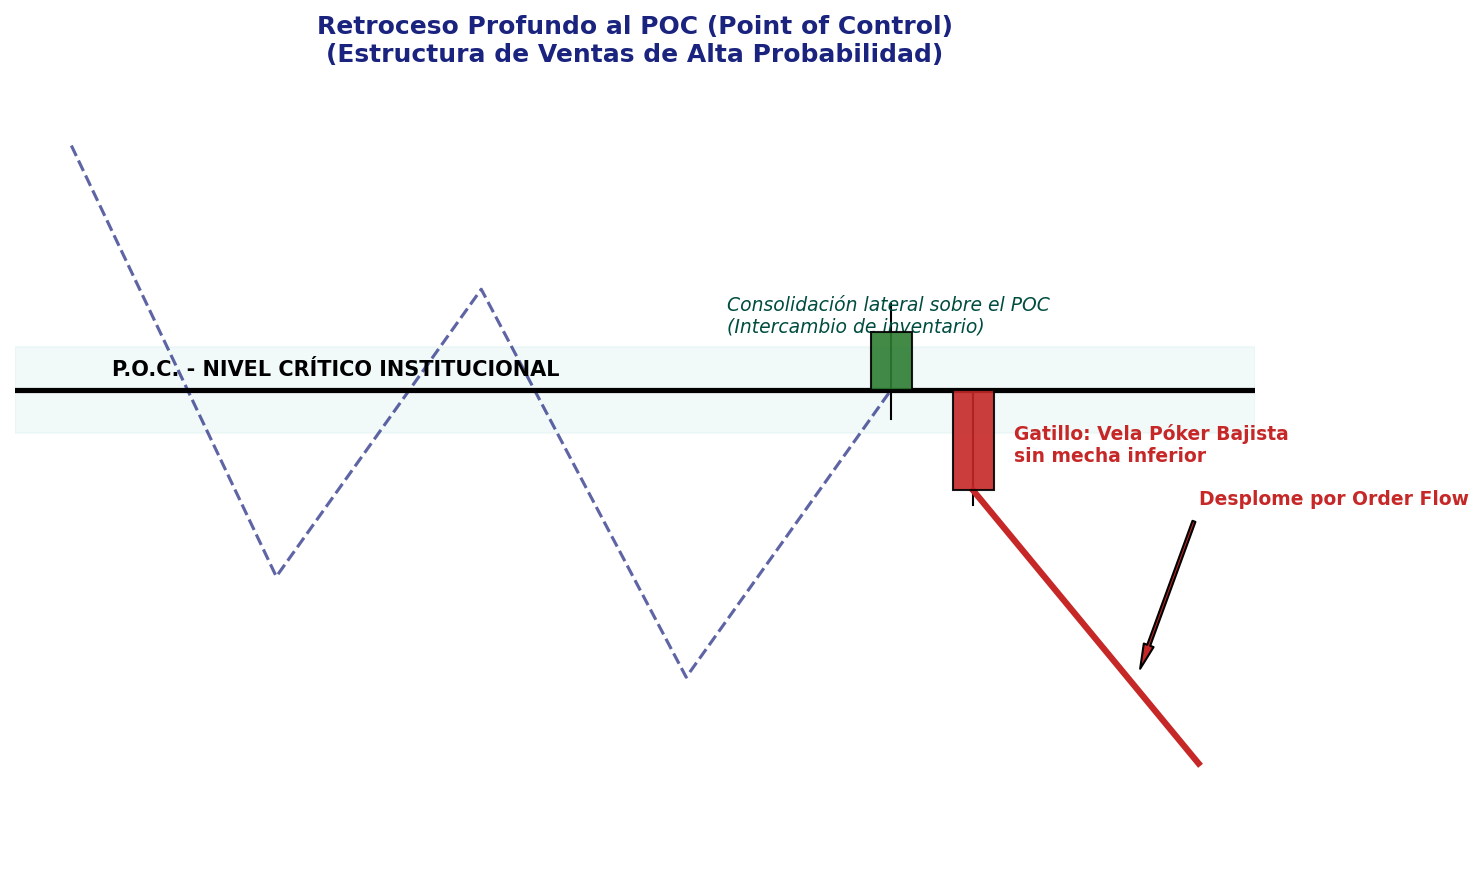 Retroceso Profundo al POC (Point of Control)
(Estructura de Ventas de Alta Probabilidad)
Consolidación lateral sobre el POC
(Intercambio de inventario)
P.O.C. - NIVEL CRÍTICO INSTITUCIONAL
Gatillo: Vela Póker Bajista
sin mecha inferior
Desplome por Order Flow